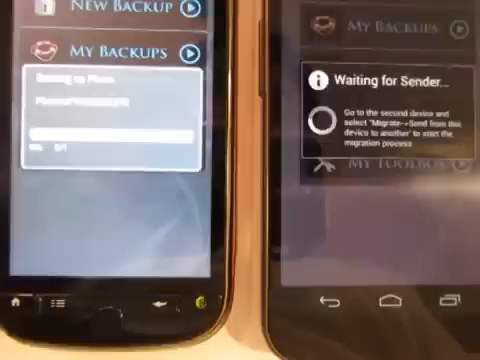 NEW BACKUP
MY BACKUPS
MY BACKUPS
Waiting for Sender...
Go to the second device and
select "Migrate->Send from this
device to another" to start the
migration process
MY TOOLBOX